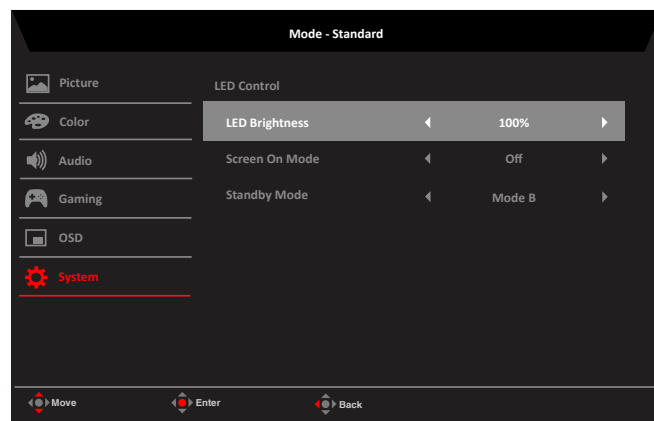 Mode - Standard
Picture
Color
Audio
Gaming
OSD
System
LED Control
LED Brightness 100%
Screen On Mode Off
Standby Mode Mode B
Move Enter Back